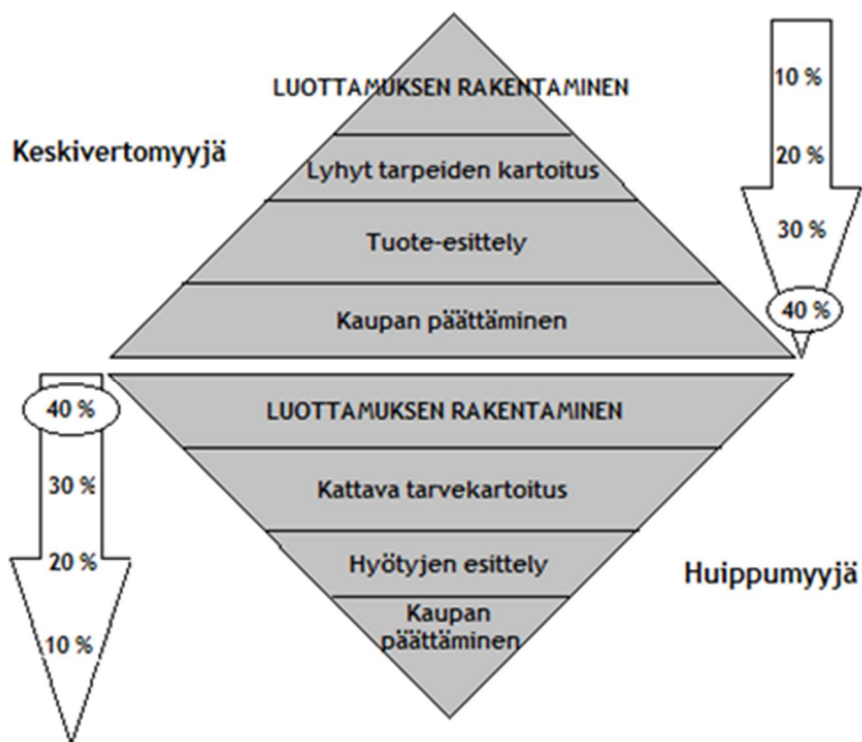 LUOTTAMUKSEN RAKENTAMINEN
10 %
Keskivertomyyjä
Lyhyt tarpeiden kartoitus
20 %
Tuote-esittely
30 %
Kaupan päättäminen
40 %
40 %
LUOTTAMUKSEN RAKENTAMINEN
30 %
Kattava tarvekartoitus
20 %
Hyötyjen esittely
Huippumyyjä
10 %
Kaupan
päättäminen